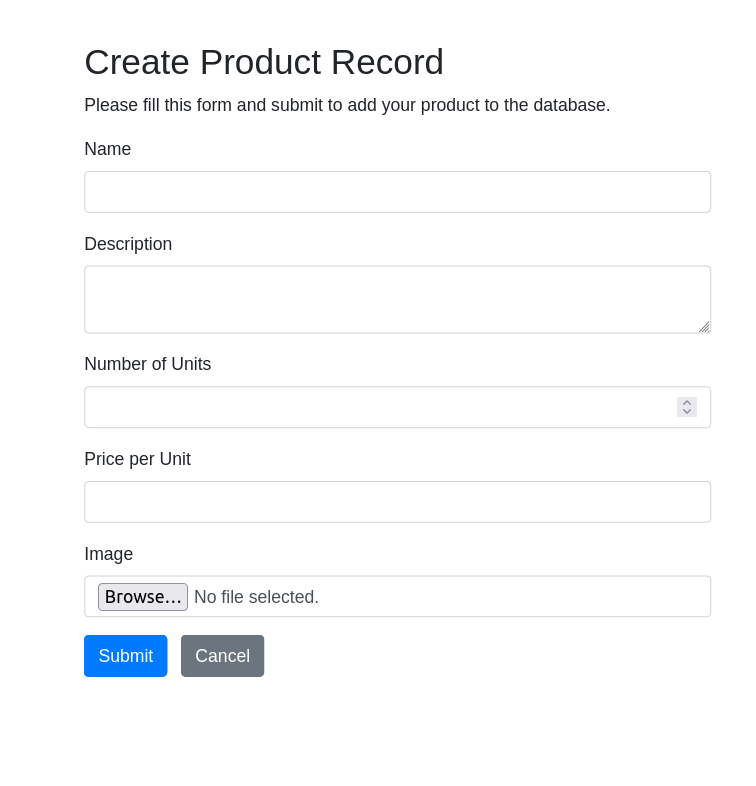 Create Product Record
Please fill this form and submit to add your product to the database.
Name
Description
Number of Units
Price per Unit
Image
Browse... No file selected.
Submit Cancel